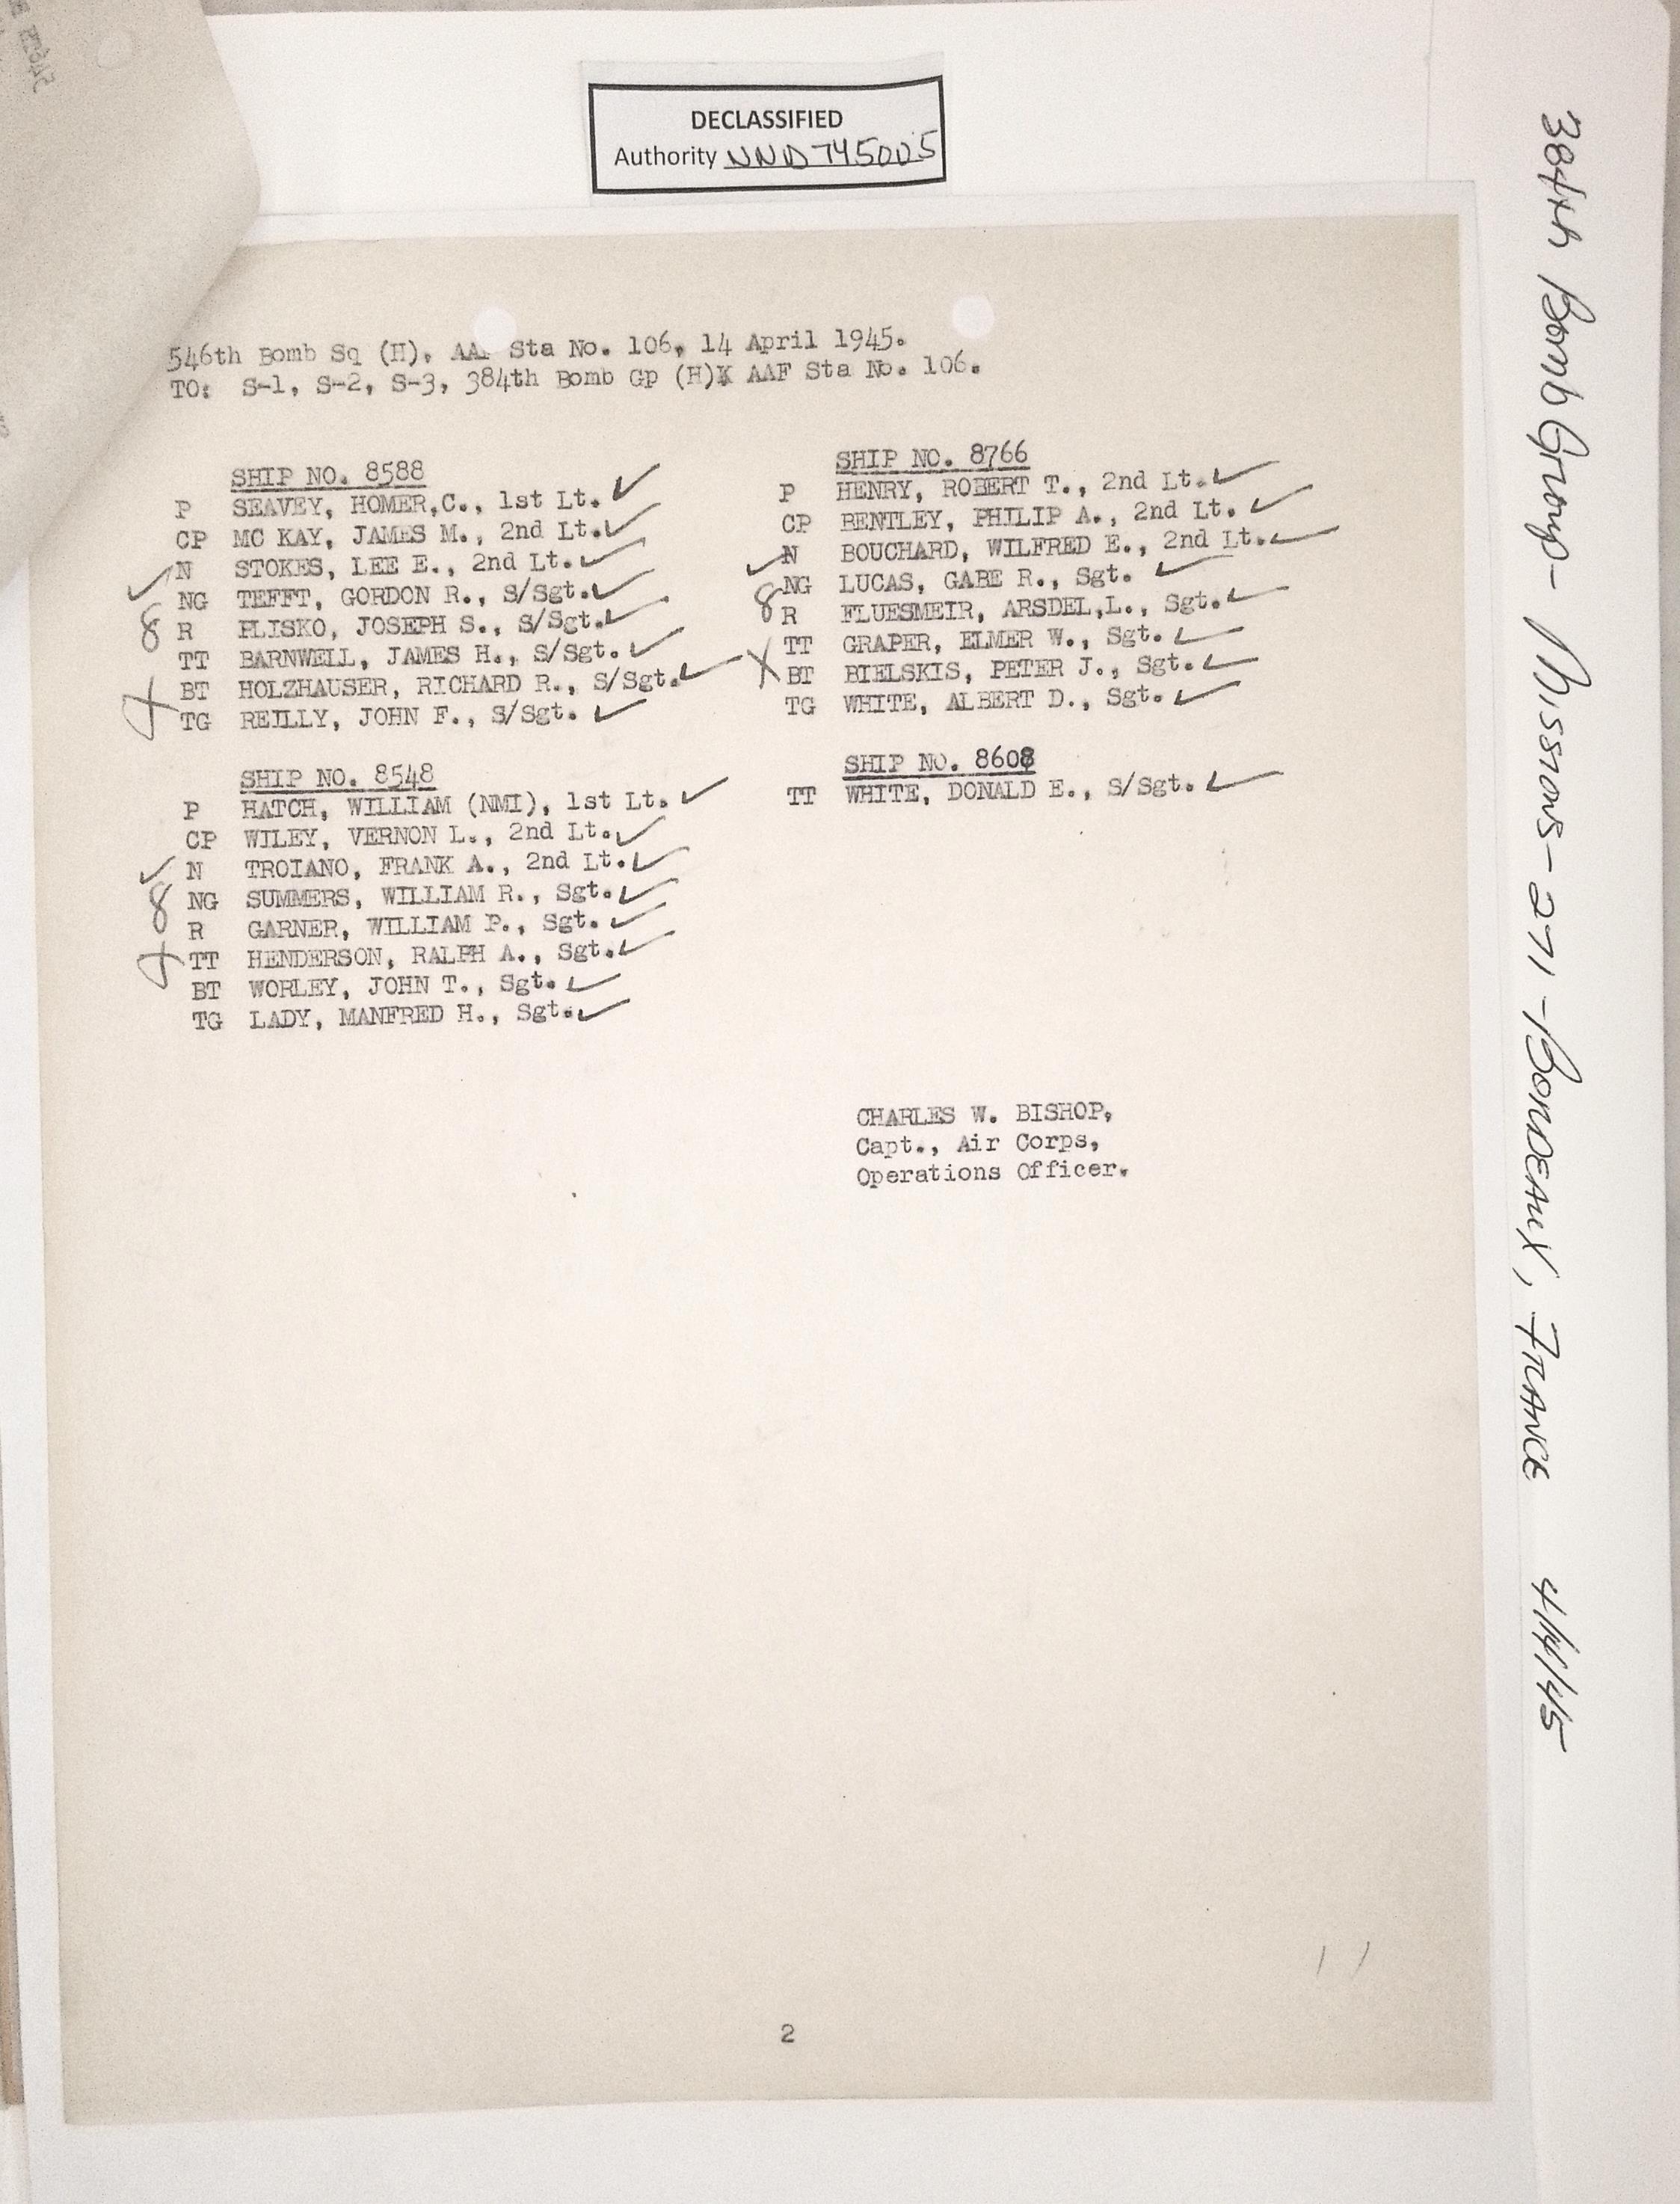 DECLASSIFIED
Authority NND 745005
546th Bomb Sq (H), AAF Sta No. 106, 14 April 1945.
TO: S-1, S-2, S-3, 384th Bomb Gp (H)X AAF Sta No. 106.
SHIP NO. 8588
P SEAVEY, HOMER,C., 1st Lt. ✓
CP MC KAY, JAMES M., 2nd Lt. ✓
✓ N STOKES, LEE E., 2nd Lt. ✓
NG TEFFT, GORDON R., S/Sgt. ✓
8 R PLISKO, JOSEPH S., S/Sgt. ✓
TT BARNWELL, JAMES H., S/Sgt. ✓
BT HOLZHAUSER, RICHARD R., S/Sgt. ✓
X TG REILLY, JOHN F., S/Sgt. ✓
SHIP NO. 8548
P HATCH, WILLIAM (NMI), 1st Lt. ✓
CP WILEY, VERNON L., 2nd Lt. ✓
✓ N TROIANO, FRANK A., 2nd Lt. ✓
8 NG SUMMERS, WILLIAM R., Sgt. ✓
R GARNER, WILLIAM P., Sgt. ✓
X TT HENDERSON, RALPH A., Sgt. ✓
BT WORLEY, JOHN T., Sgt. ✓
TG LADY, MANFRED H., Sgt. ✓
SHIP NO. 8766
P HENRY, ROBERT T., 2nd Lt. ✓
CP BENTLEY, PHILIP A., 2nd Lt. ✓
✓ N BOUCHARD, WILFRED E., 2nd Lt. ✓
8 NG LUCAS, GABE R., Sgt. ✓
R FLUESMEIR, ARSDEL,L., Sgt. ✓
X TT GRAPER, ELMER W., Sgt. ✓
BT BIELSKIS, PETER J., Sgt. ✓
TG WHITE, ALBERT D., Sgt. ✓
SHIP NO. 8608
TT WHITE, DONALD E., S/Sgt. ✓
CHARLES W. BISHOP,
Capt., Air Corps,
Operations Officer.
2
384th Bomb Group - Missions - 271 - BORDEAUX, FRANCE 4/14/45